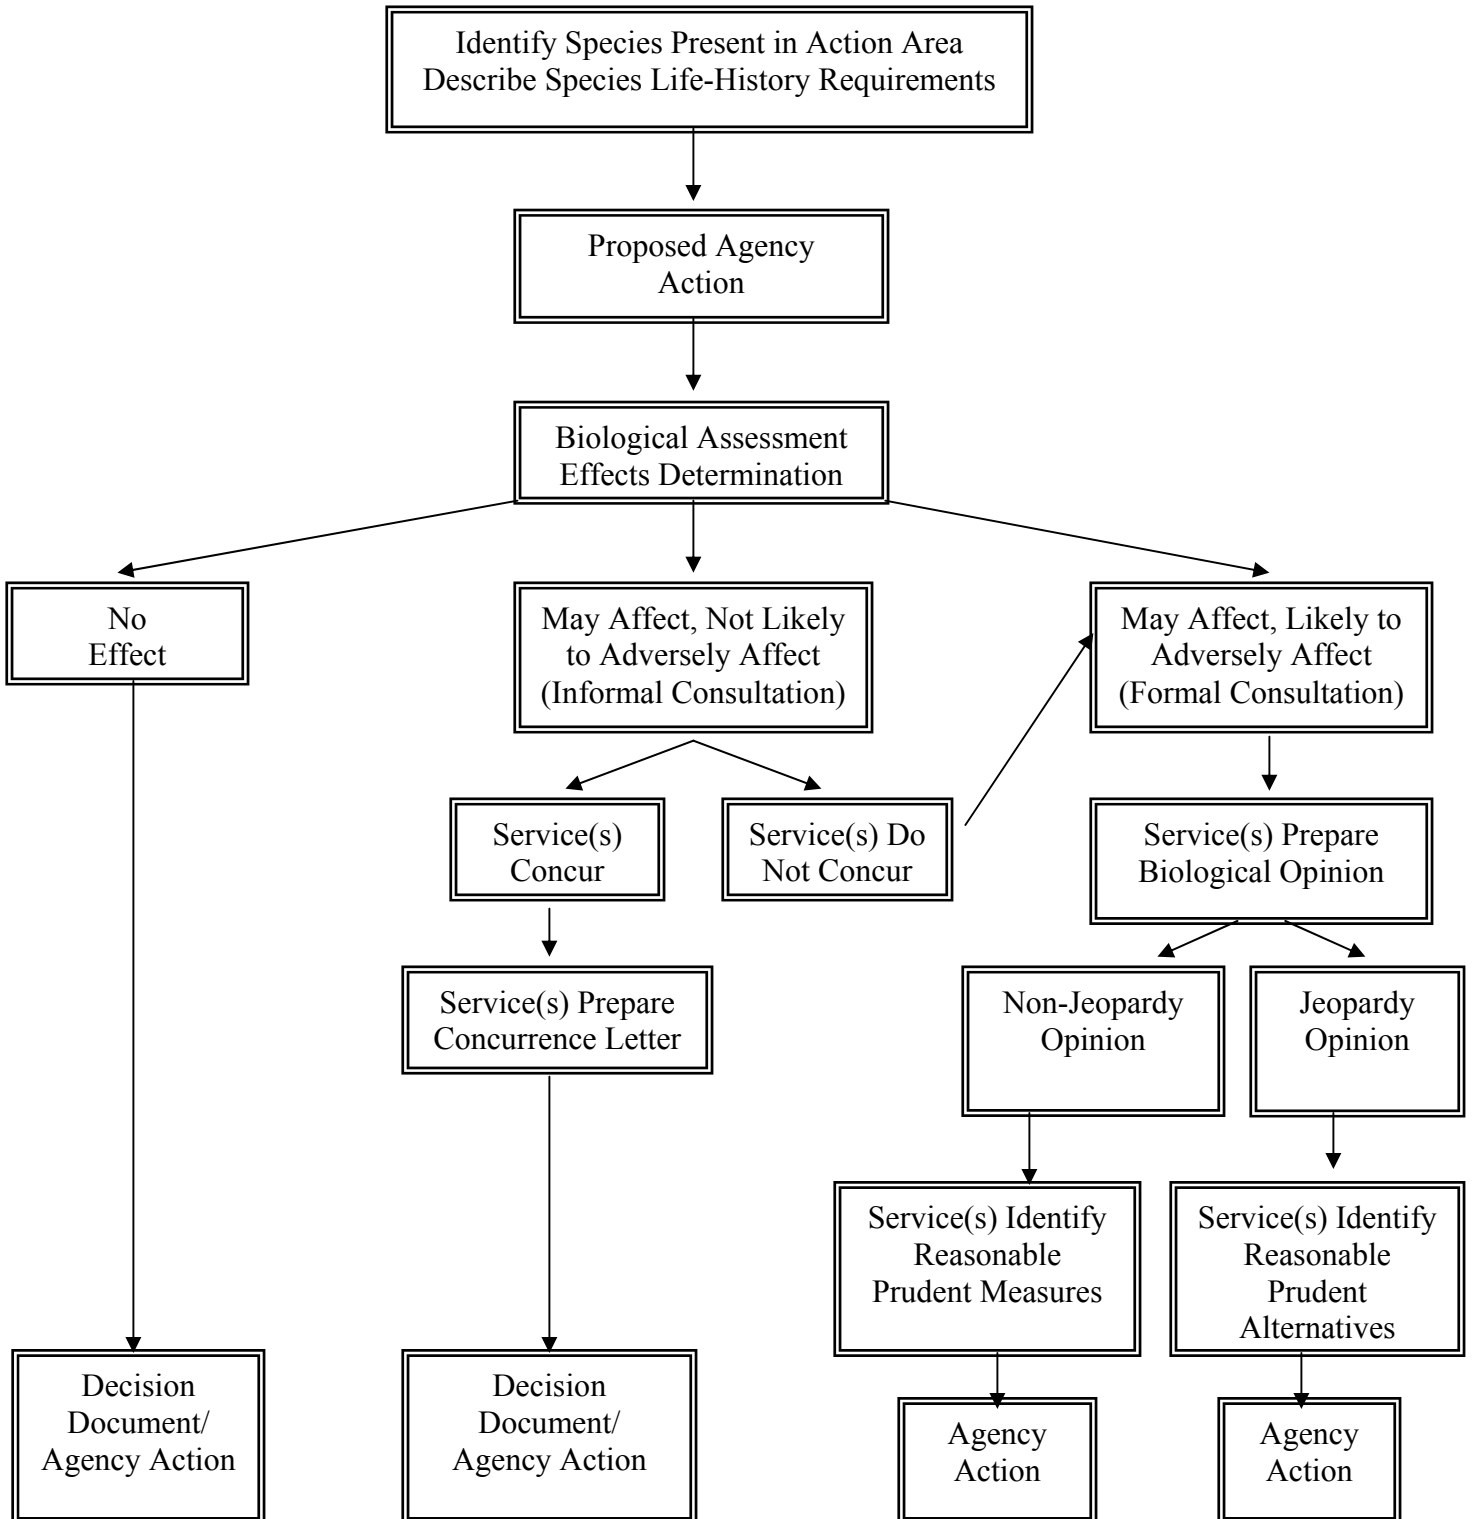 Identify Species Present in Action Area
Describe Species Life-History Requirements
Proposed Agency
Action
Biological Assessment
Effects Determination
No
Effect
May Affect, Not Likely
to Adversely Affect
(Informal Consultation)
May Affect, Likely to
Adversely Affect
(Formal Consultation)
Service(s)
Concur
Service(s) Do
Not Concur
Service(s) Prepare
Biological Opinion
Service(s) Prepare
Concurrence Letter
Non-Jeopardy
Opinion
Jeopardy
Opinion
Service(s) Identify
Reasonable
Prudent Measures
Service(s) Identify
Reasonable
Prudent
Alternatives
Decision
Document/
Agency Action
Decision
Document/
Agency Action
Agency
Action
Agency
Action